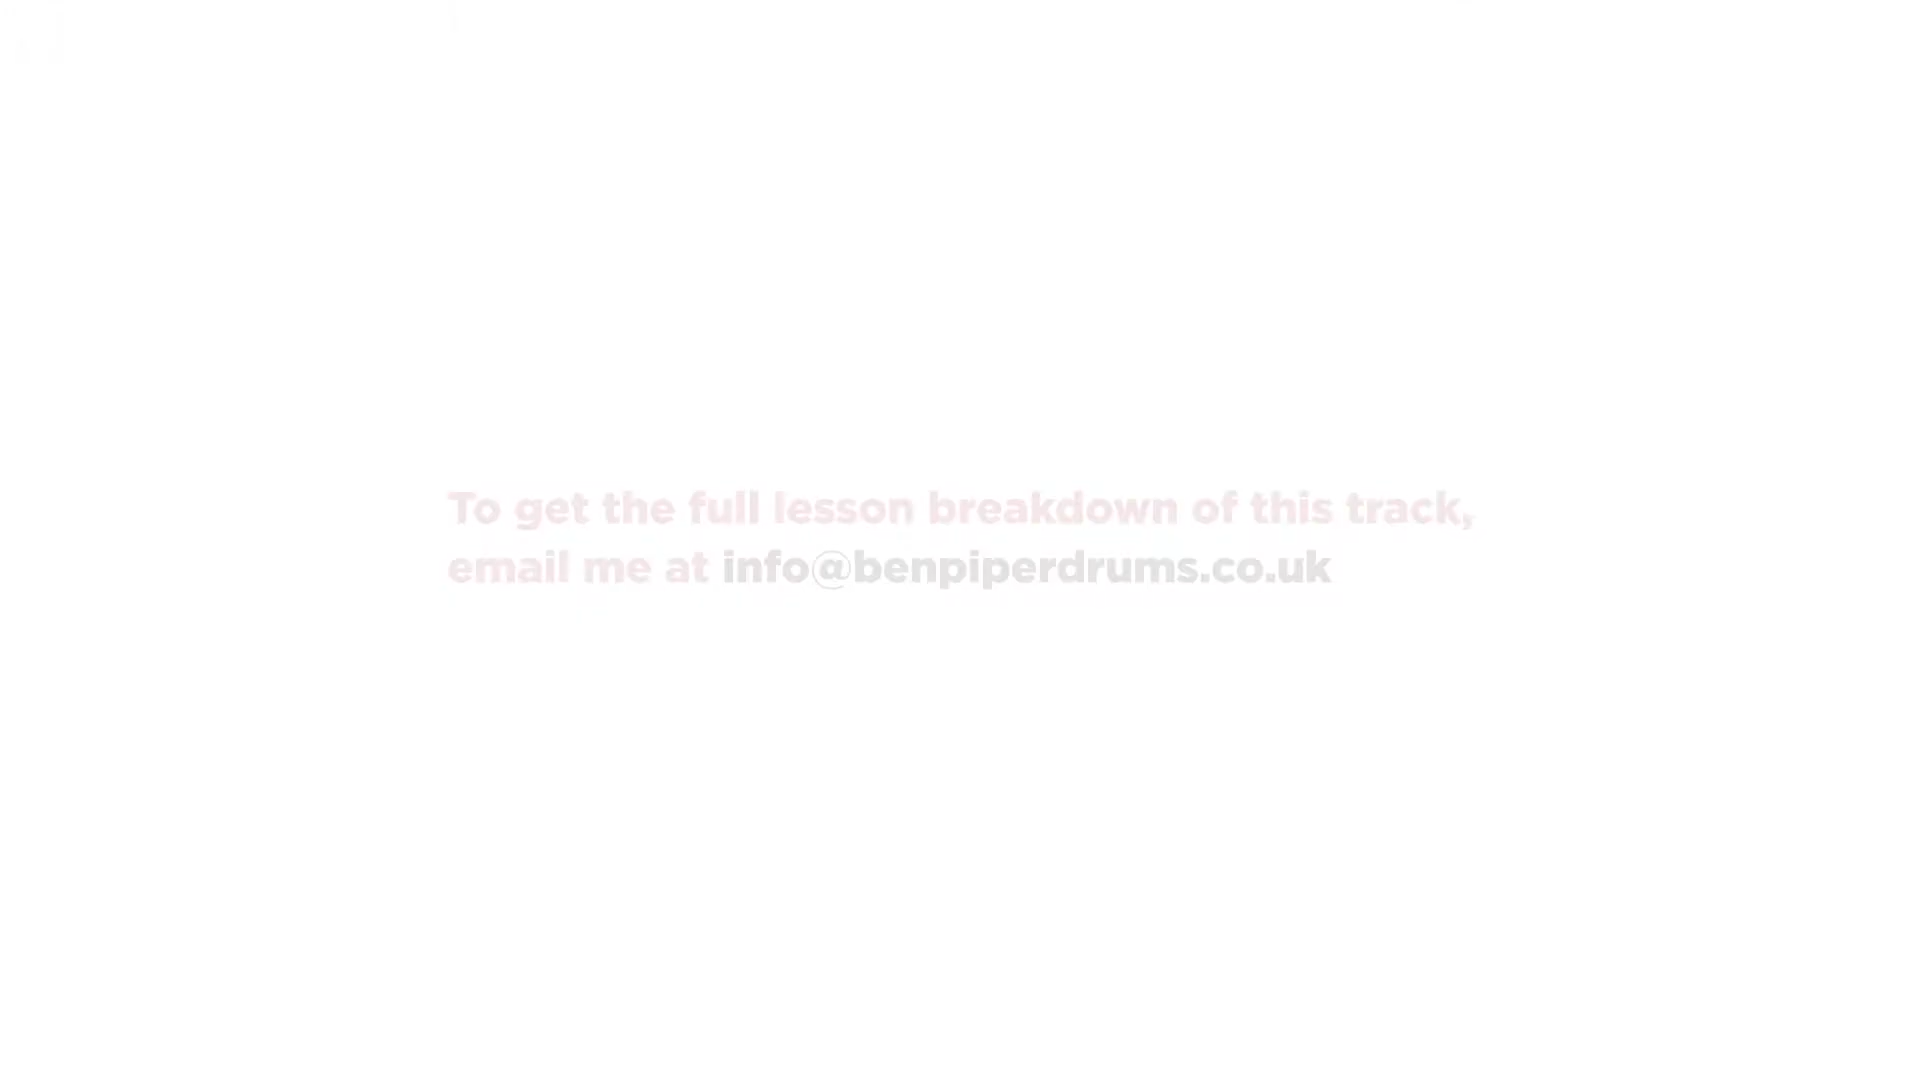 To get the full lesson breakdown of this track,
email me at info@benpiperdrums.co.uk